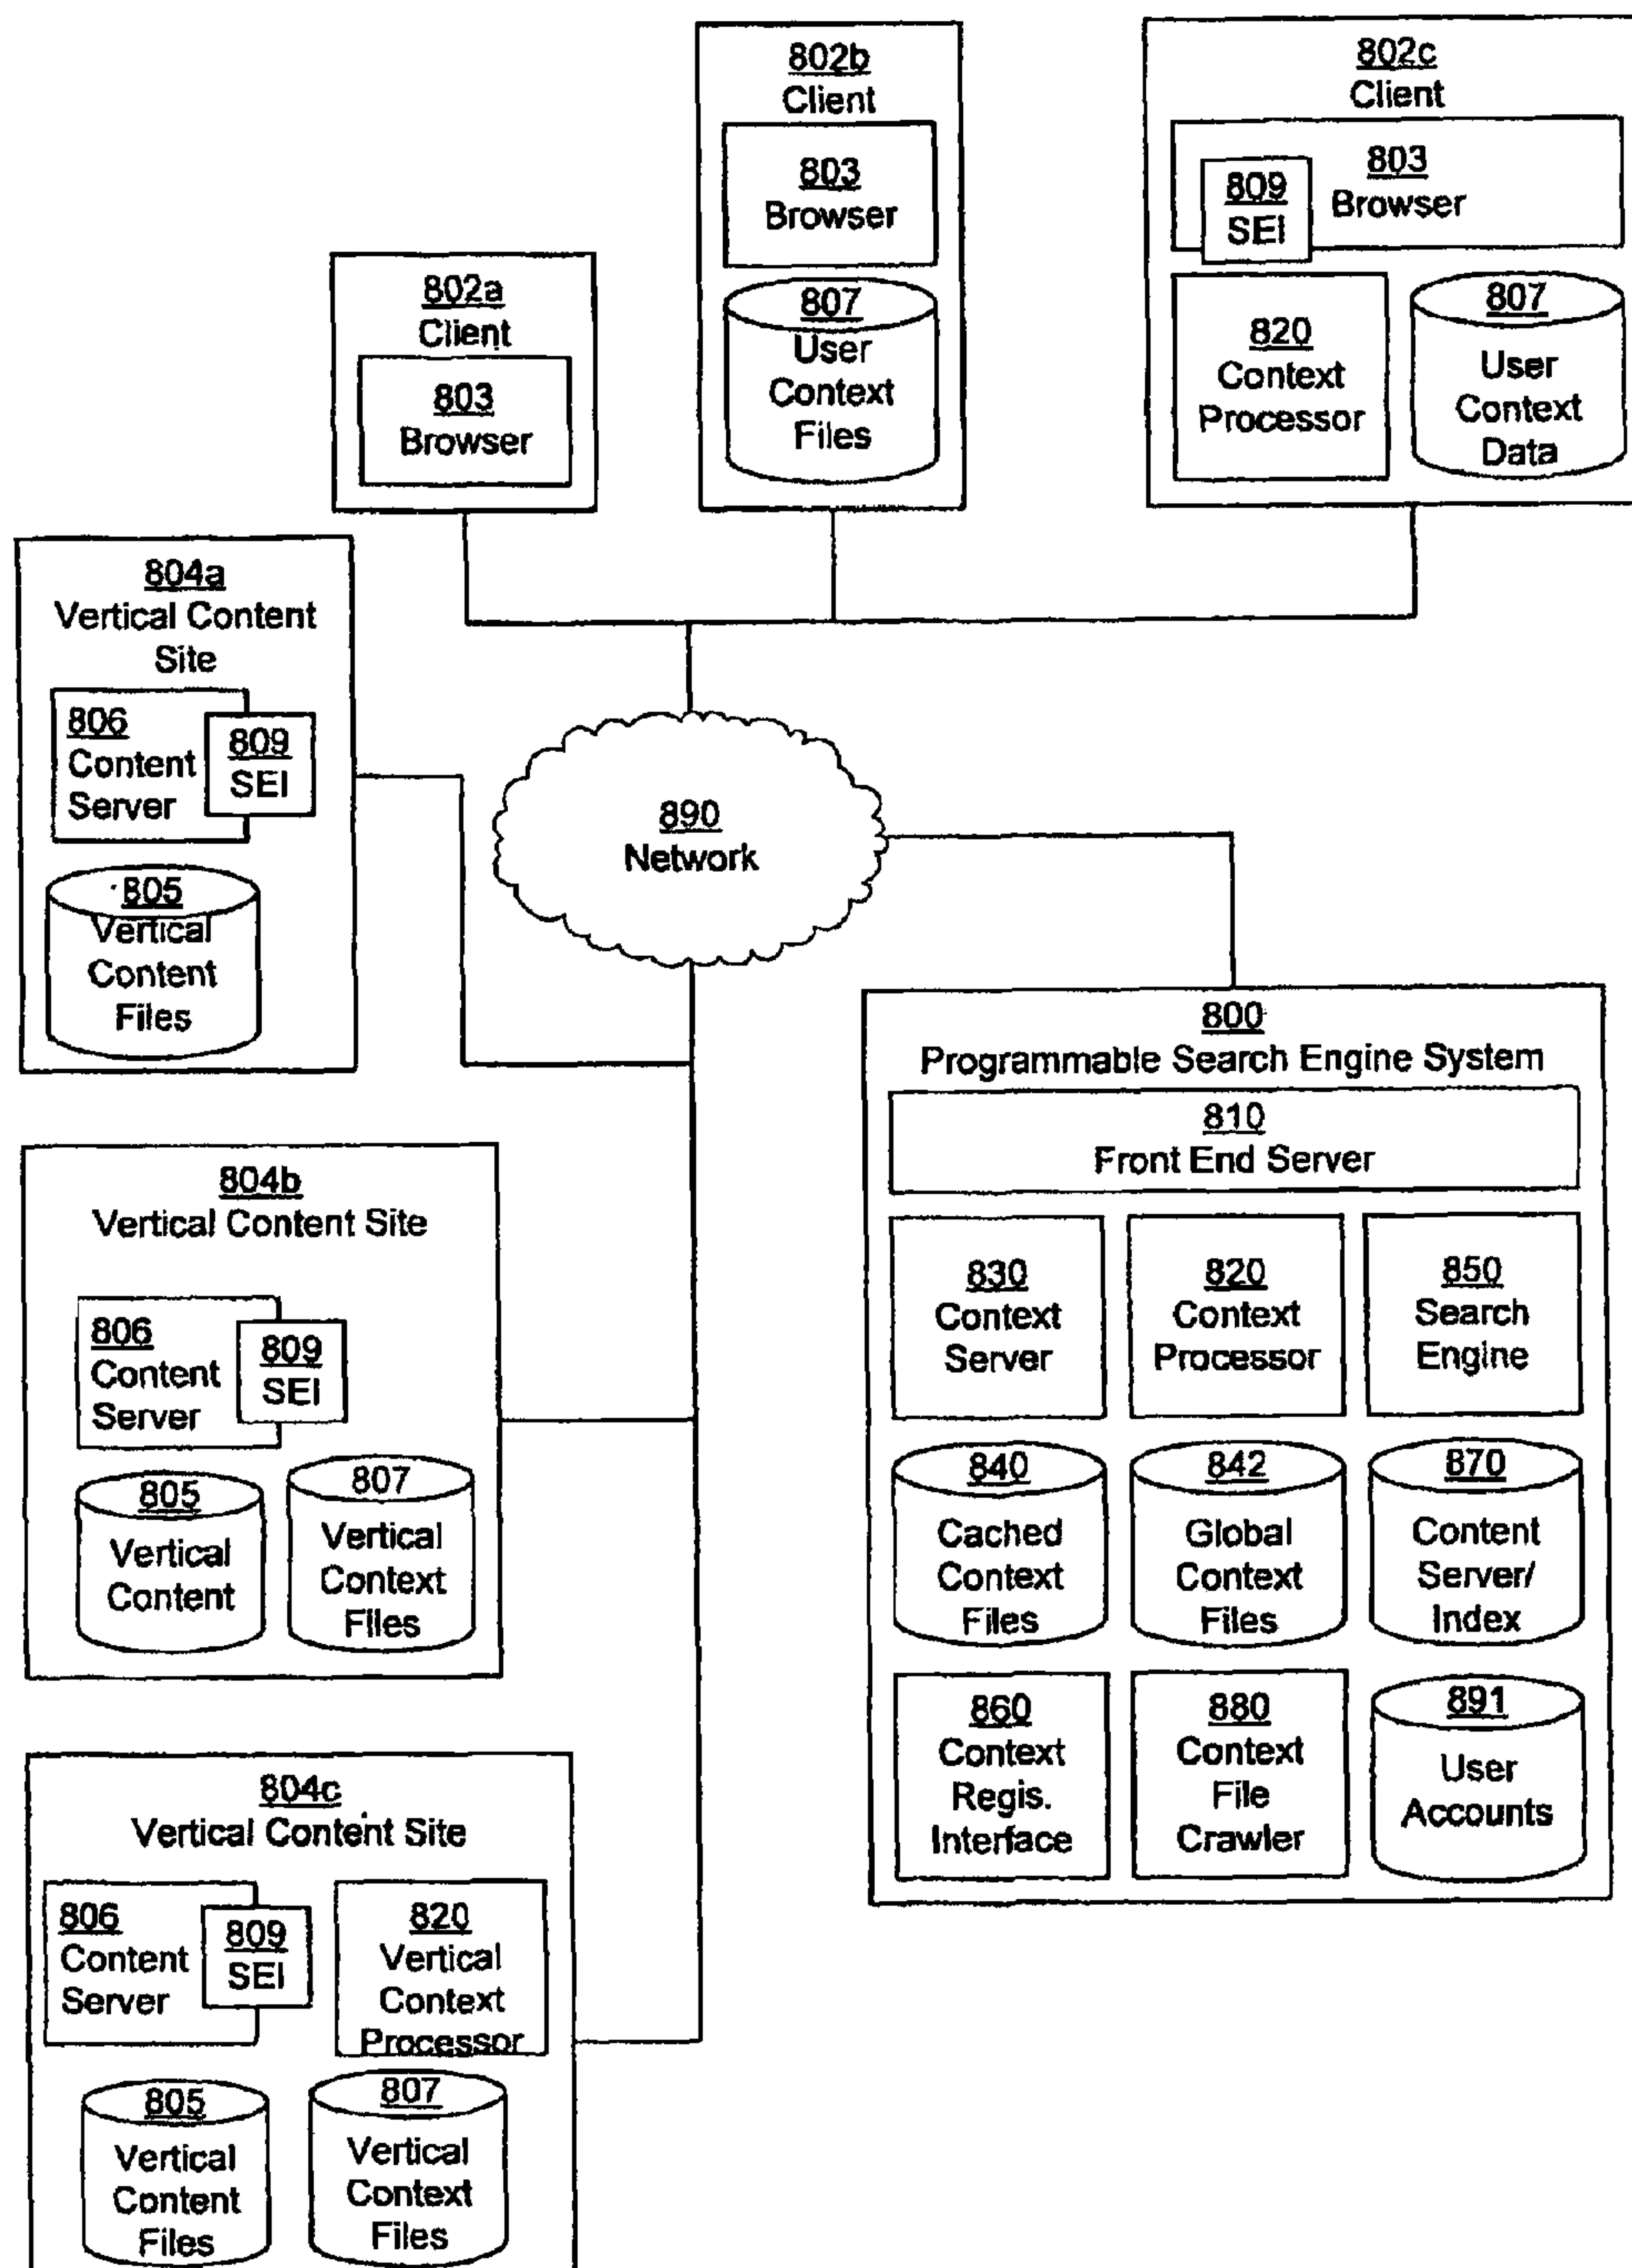 802a
Client
803
Browser
802b
Client
803
Browser
807
User
Context
Files
802c
Client
803
Browser
809
SEI
820
Context
Processor
807
User
Context
Data
804a
Vertical Content
Site
806
Content
Server
809
SEI
805
Vertical
Content
Files
890
Network
804b
Vertical Content Site
806
Content
Server
809
SEI
805
Vertical
Content
807
Vertical
Context
Files
804c
Vertical Content Site
806
Content
Server
809
SEI
820
Vertical
Context
Processor
805
Vertical
Content
Files
807
Vertical
Context
Files
800
Programmable Search Engine System
810
Front End Server
830
Context
Server
820
Context
Processor
850
Search
Engine
840
Cached
Context
Files
842
Global
Context
Files
870
Content
Server/
Index
860
Context
Regis.
Interface
880
Context
File
Crawler
891
User
Accounts